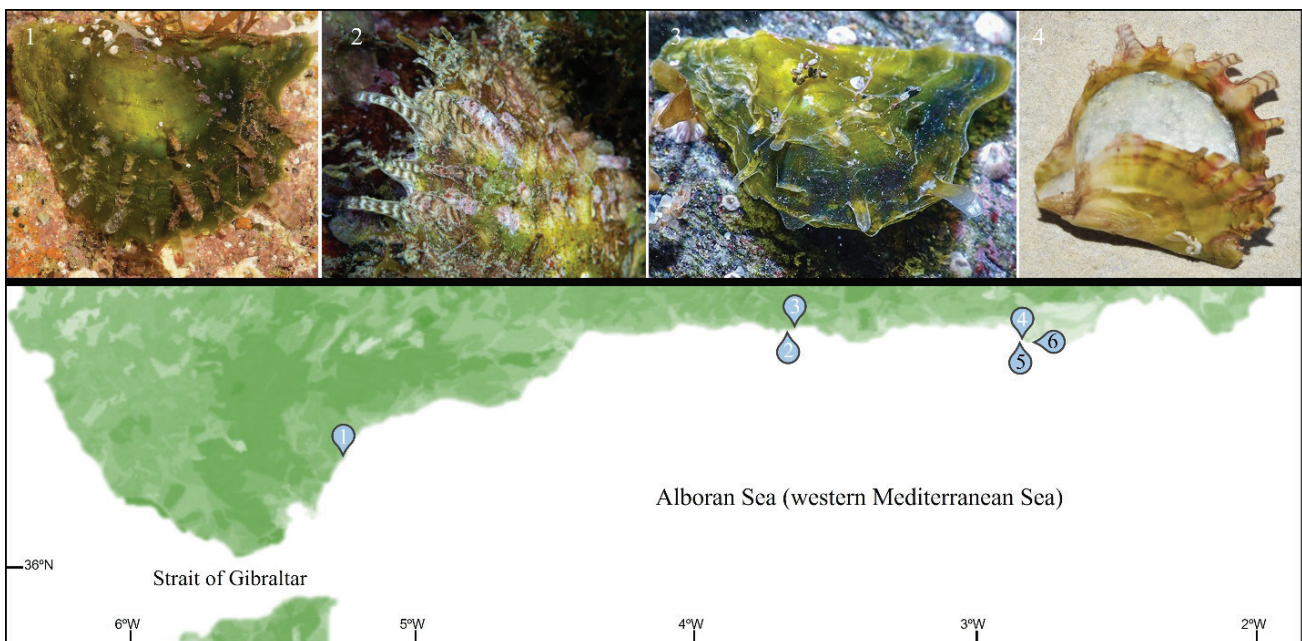 1
2
3
4
3
4
2
5
6
1
Alboran Sea (western Mediterranean Sea)
36ºN
Strait of Gibraltar
6ºW
5ºW
4ºW
3ºW
2ºW